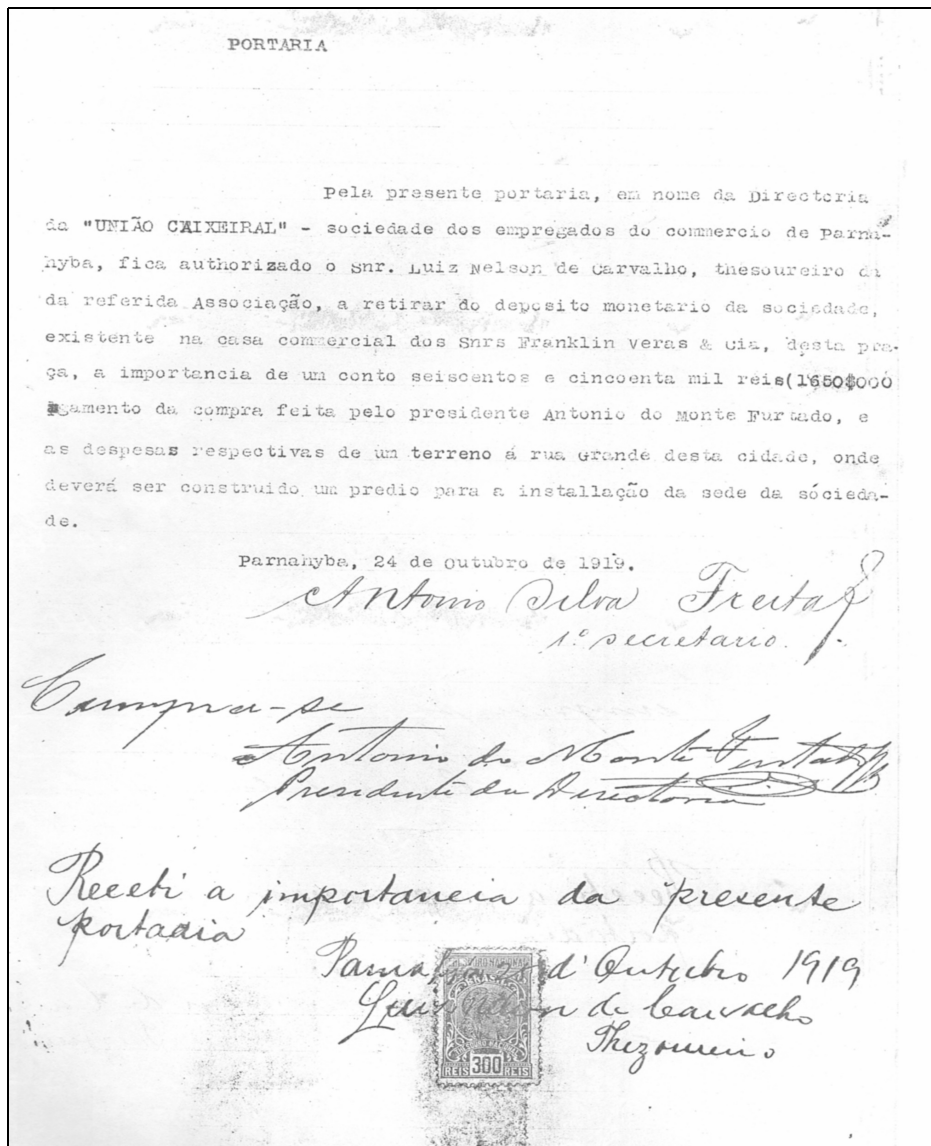 PORTARIA
Pela presente portaria, em nome da Directoria
da "UNIÃO CAIXEIRAL" - sociedade dos empregados do commercio de Parna-
hyba, fica authorizado o Snr. Luiz Nelson de Carvalho, thesoureiro da
da referida Associação, a retirar do deposito monetario da sociedade,
existente na casa commercial dos Snrs Franklin Veras & Cia, desta pra-
ça, a importancia de um conto seiscentos e cincoenta mil reis(1650$000
gamento da compra feita pelo presidente Antonio do Monte Furtado, e
as despesas respectivas de um terreno á rua Grande desta cidade, onde
deverá ser construido um predio para a installação da sede da sócieda-
de.
Parnahyba, 24 de outubro de 1919.
Antonio Silva Freitas
1º secretario.
Cumpra-se
Antonio do Monte Furtado
Presidente da Directoria
Recebi a importancia da presente
portaria
Parnahyba d' Outubro 1919
Luiz Nelson de Carvalho
Thezoureiro
300
REIS REIS